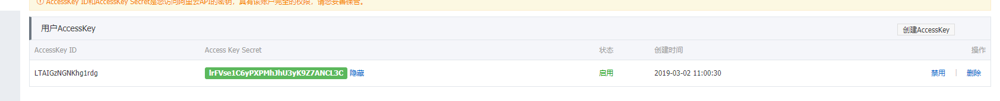 AccessKey ID和AccessKey Secret是您访问阿里云API的密钥，具有该账户完全的权限，请您妥善保管。
用户AccessKey
创建AccessKey
AccessKey ID Access Key Secret 状态 创建时间 操作
LTAIGzNGNKhg1rdg lrFVse1C6yPXPMhJhU3yK9Z7ANCL3C 隐藏 启用 2019-03-02 11:00:30 禁用 | 删除